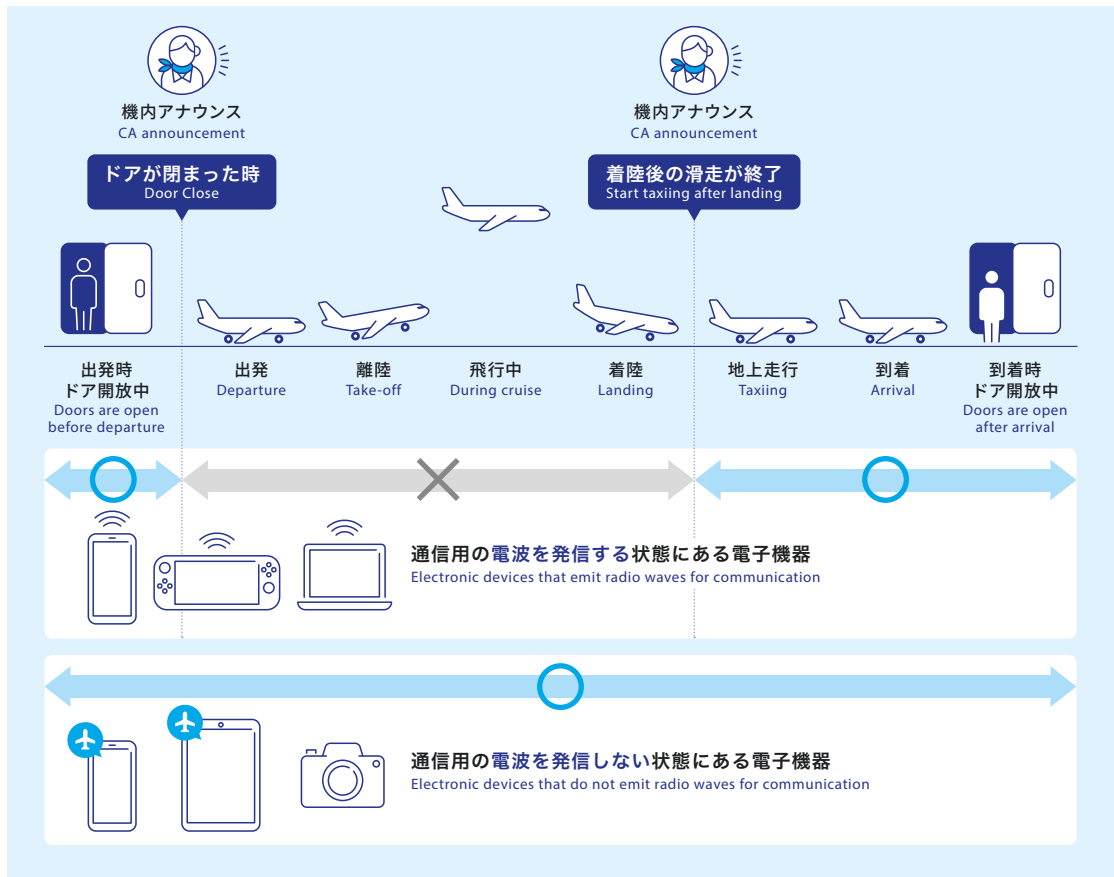 機内アナウンス
CA announcement
機内アナウンス
CA announcement
ドアが閉まった時
Door Close
着陸後の滑走が終了
Start taxiing after landing
出発時
ドア開放中
Doors are open
before departure
出発
Departure
離陸
Take-off
飛行中
During cruise
着陸
Landing
地上走行
Taxiing
到着
Arrival
到着時
ドア開放中
Doors are open
after arrival
通信用の電波を発信する状態にある電子機器
Electronic devices that emit radio waves for communication
通信用の電波を発信しない状態にある電子機器
Electronic devices that do not emit radio waves for communication